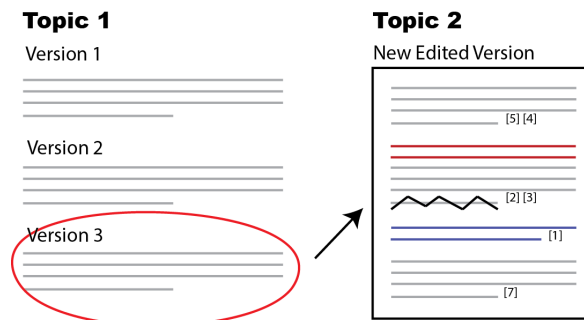 Topic 1
Version 1
Version 2
Version 3
Topic 2
New Edited Version
[5] [4]
[2] [3]
[1]
[7]